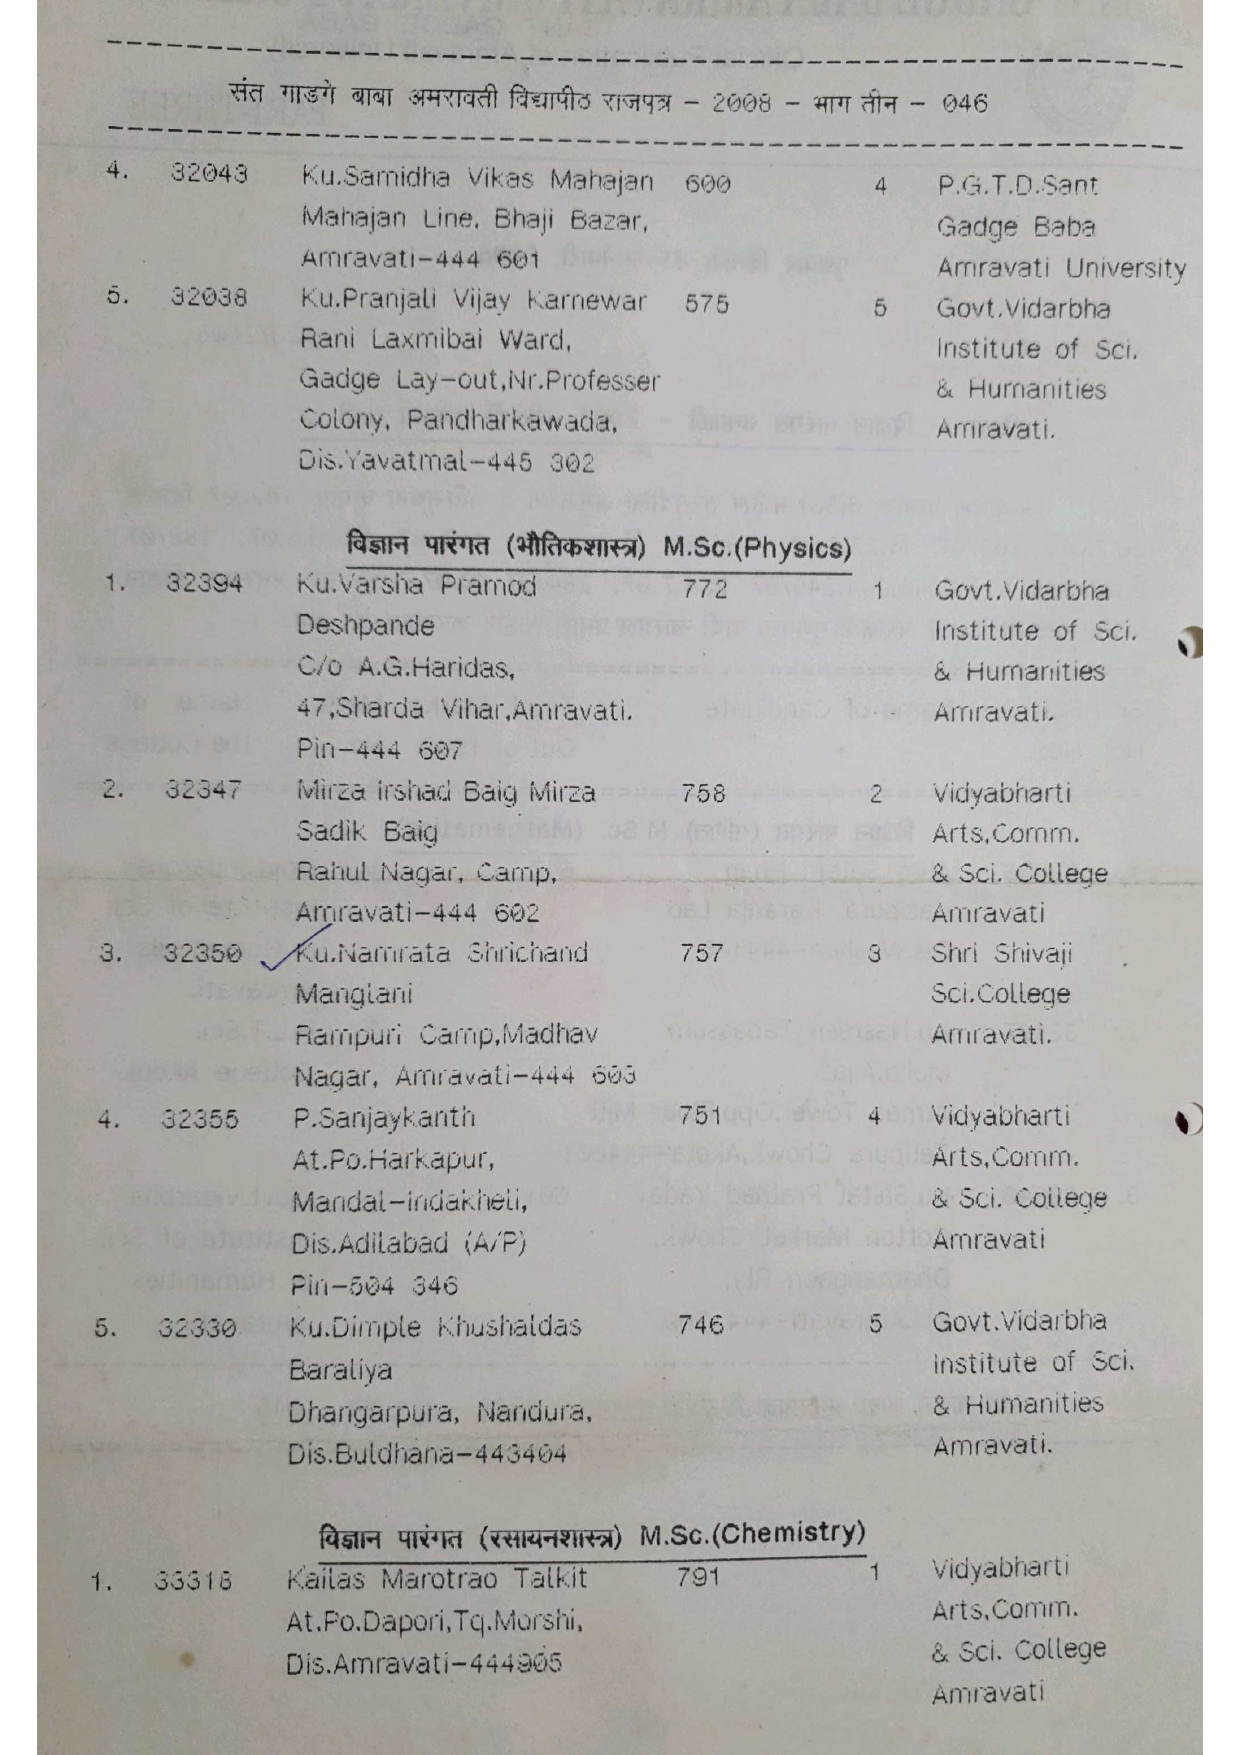 संत गाडगे बाबा अमरावती विद्यापीठ राजपत्र - 2008 - भाग तीन - 046
4. 32043 Ku.Samidha Vikas Mahajan 600 4 P.G.T.D.Sant
Mahajan Line, Bhaji Bazar, Gadge Baba
Amravati-444 601 Amravati University
5. 32038 Ku.Pranjali Vijay Karnewar 575 5 Govt.Vidarbha
Rani Laxmibai Ward, Institute of Sci.
Gadge Lay-out,Nr.Professer & Humanities
Colony, Pandharkawada, Amravati.
Dis.Yavatmal-445 302
विज्ञान पारंगत (भौतिकशास्त्र) M.Sc.(Physics)
1. 32394 Ku.Varsha Pramod 772 1 Govt.Vidarbha
Deshpande Institute of Sci.
C/o A.G.Haridas, & Humanities
47,Sharda Vihar,Amravati. Amravati.
Pin-444 607
2. 32347 Mirza Irshad Baig Mirza 758 2 Vidyabharti
Sadik Baig Arts,Comm.
Rahul Nagar, Camp, & Sci. College
Amravati-444 602 Amravati
3. 32350 Ku.Namrata Shrichand 757 3 Shri Shivaji
Manglani Sci.College
Rampuri Camp,Madhav Amravati.
Nagar, Amravati-444 603
4. 32355 P.Sanjaykanth 751 4 Vidyabharti
At.Po.Harkapur, Arts,Comm.
Mandal-Indakheli, & Sci. College
Dis.Adilabad (A/P) Amravati
Pin-504 346
5. 32330 Ku.Dimple Khushaldas 746 5 Govt.Vidarbha
Baraliya Institute of Sci.
Dhangarpura, Nandura, & Humanities
Dis.Buldhana-443404 Amravati.
विज्ञान पारंगत (रसायनशास्त्र) M.Sc.(Chemistry)
1. 33318 Kailas Marotrao Talkit 791 1 Vidyabharti
At.Po.Dapori,Tq.Morshi, Arts,Comm.
Dis.Amravati-444905 & Sci. College
Amravati